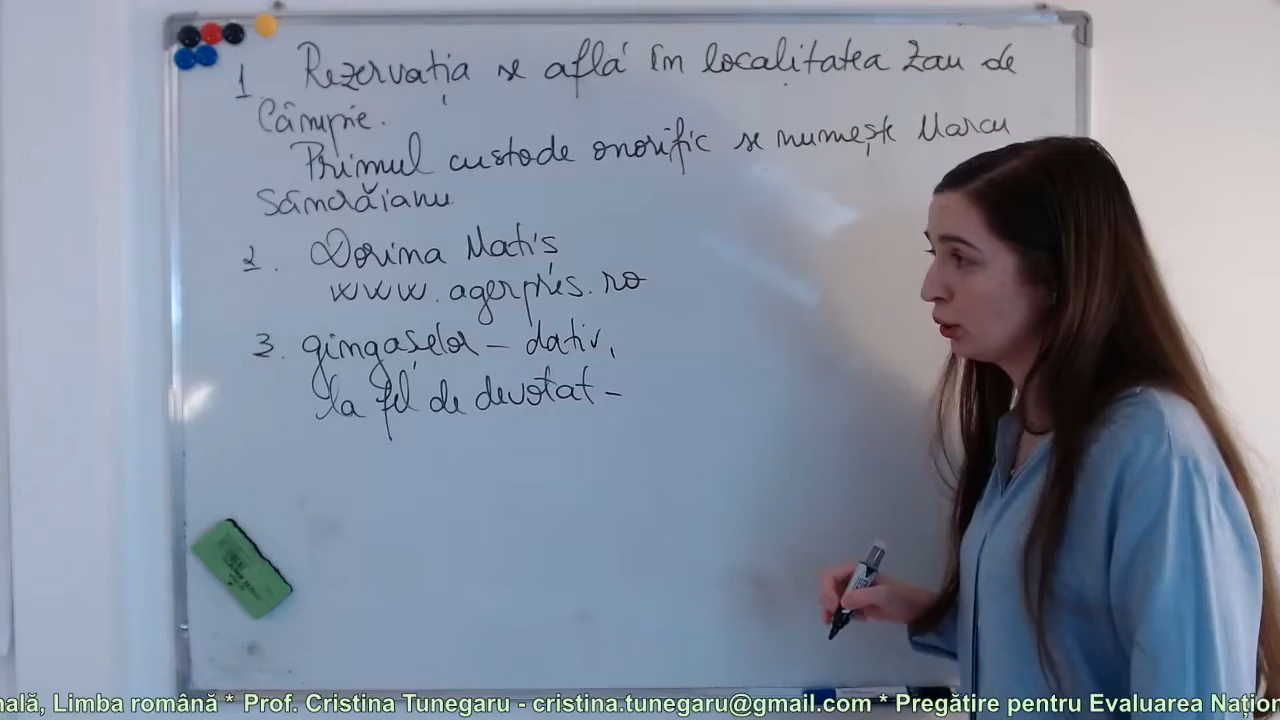 1 Rezervația se află în localitatea Zau de
Câmpie.
Primul custode onorific se numește Marcu
Sândrăianu.
2. Dorina Matis
www.agerpres.ro
3. gingașelor – dativ,
la fel de devotat –
nală, Limba română * Prof. Cristina Tunegaru - cristina.tunegaru@gmail.com * Pregătire pentru Evaluarea Națion